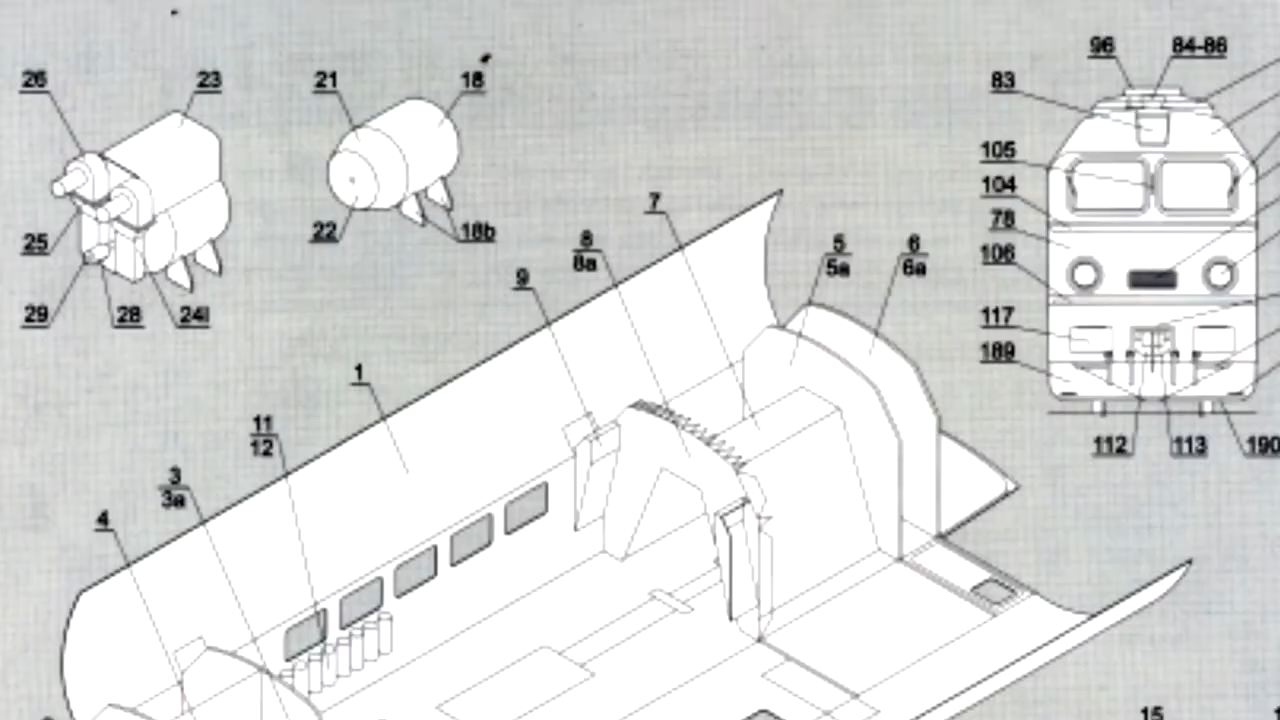 96 84-86
26 23 21 18 83
105
7 104
8 5 6 78
25 22 18b 8a 5a 6a 106
9
29 28 24l 117
1 189
11
12 112 113 190
3
3a
4
15